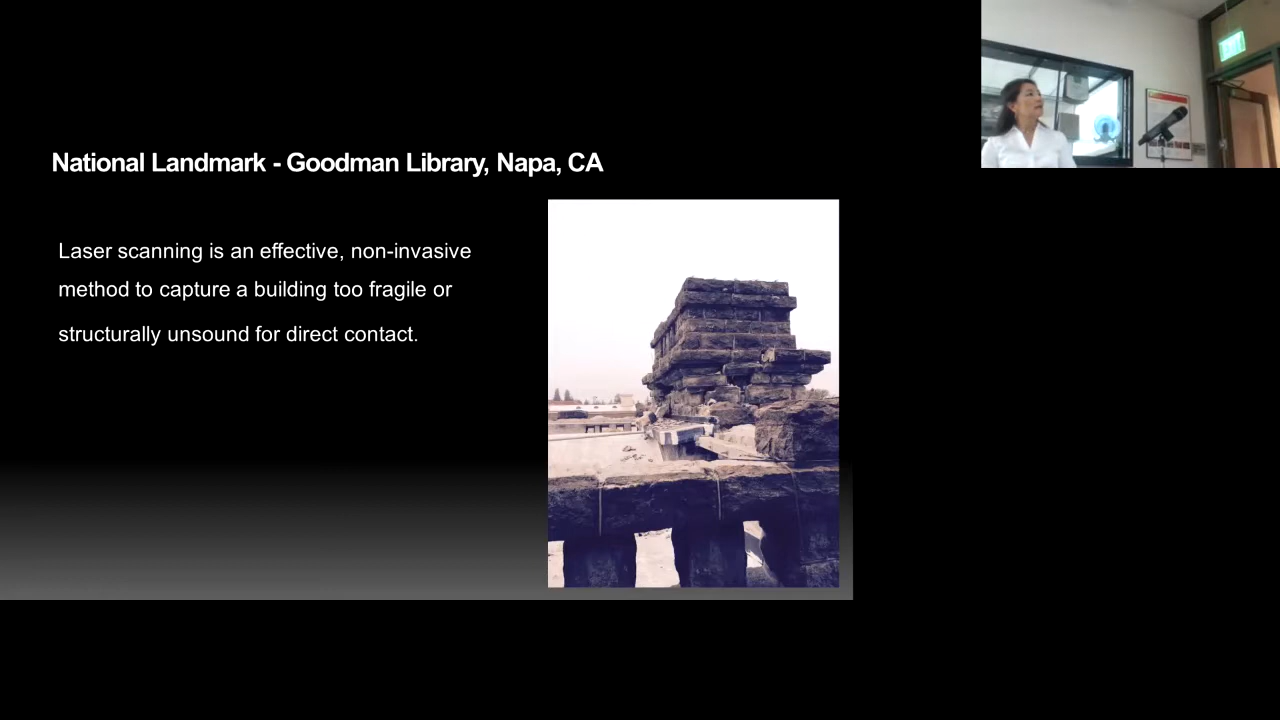 National Landmark - Goodman Library, Napa, CA
Laser scanning is an effective, non-invasive
method to capture a building too fragile or
structurally unsound for direct contact.